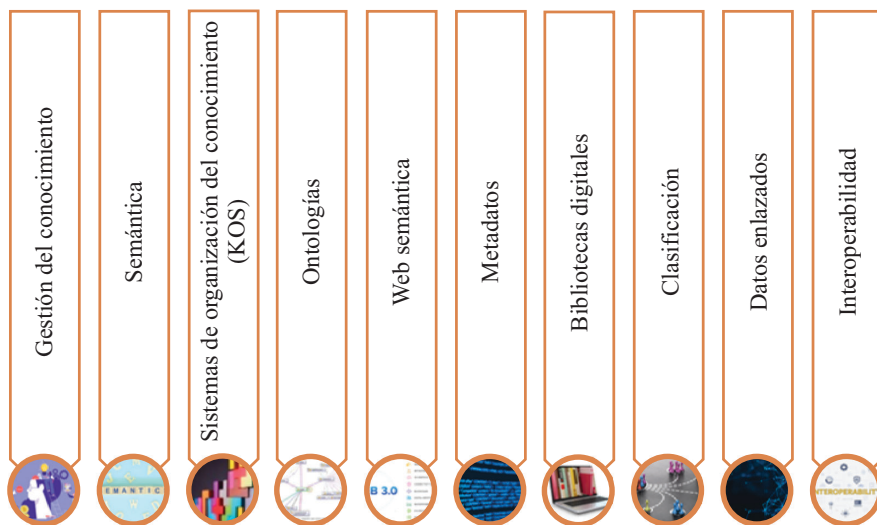 Gestión del conocimiento
Semántica
Sistemas de organización del conocimiento
(KOS)
Ontologías
Web semántica
Metadatos
Bibliotecas digitales
Clasificación
Datos enlazados
Interoperabilidad
EMANTIC
B 3.0
NTEROPERABILIT